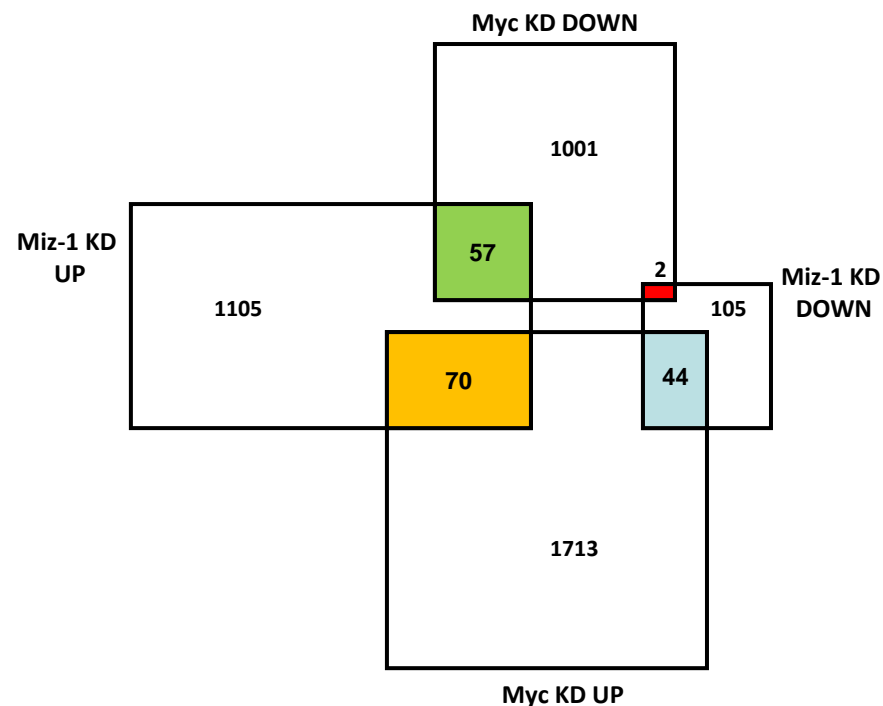 Myc KD DOWN
1001
Miz-1 KD
UP
57
2
Miz-1 KD
DOWN
1105
105
70
44
1713
Myc KD UP